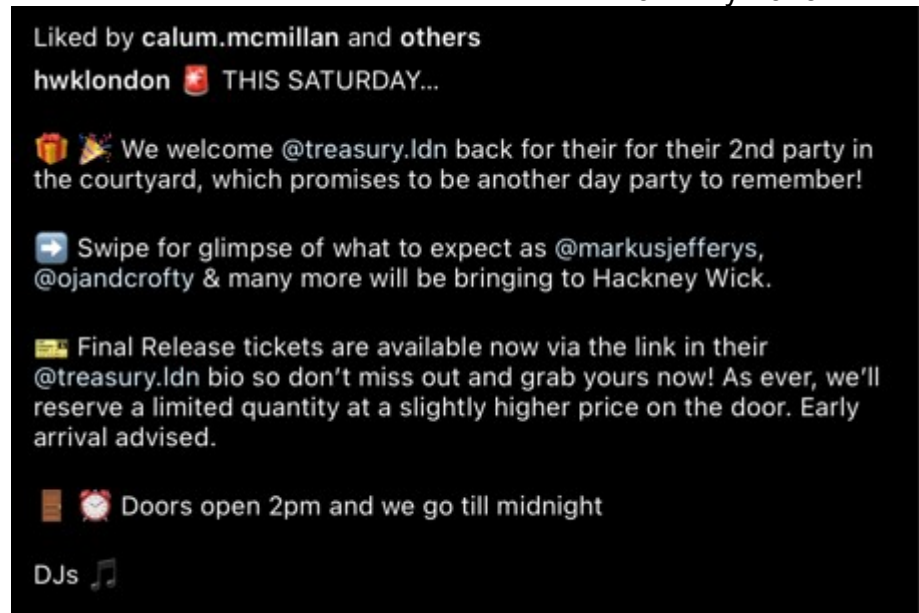 Liked by calum.mcmillan and others
hwklondon 🚨 THIS SATURDAY...
🎁 🎉 We welcome @treasury.ldn back for their for their 2nd party in
the courtyard, which promises to be another day party to remember!
➡️ Swipe for glimpse of what to expect as @markusjefferys,
@ojandcrofty & many more will be bringing to Hackney Wick.
🎫 Final Release tickets are available now via the link in their
@treasury.ldn bio so don’t miss out and grab yours now! As ever, we’ll
reserve a limited quantity at a slightly higher price on the door. Early
arrival advised.
🚪 ⏰ Doors open 2pm and we go till midnight
DJs 🎵